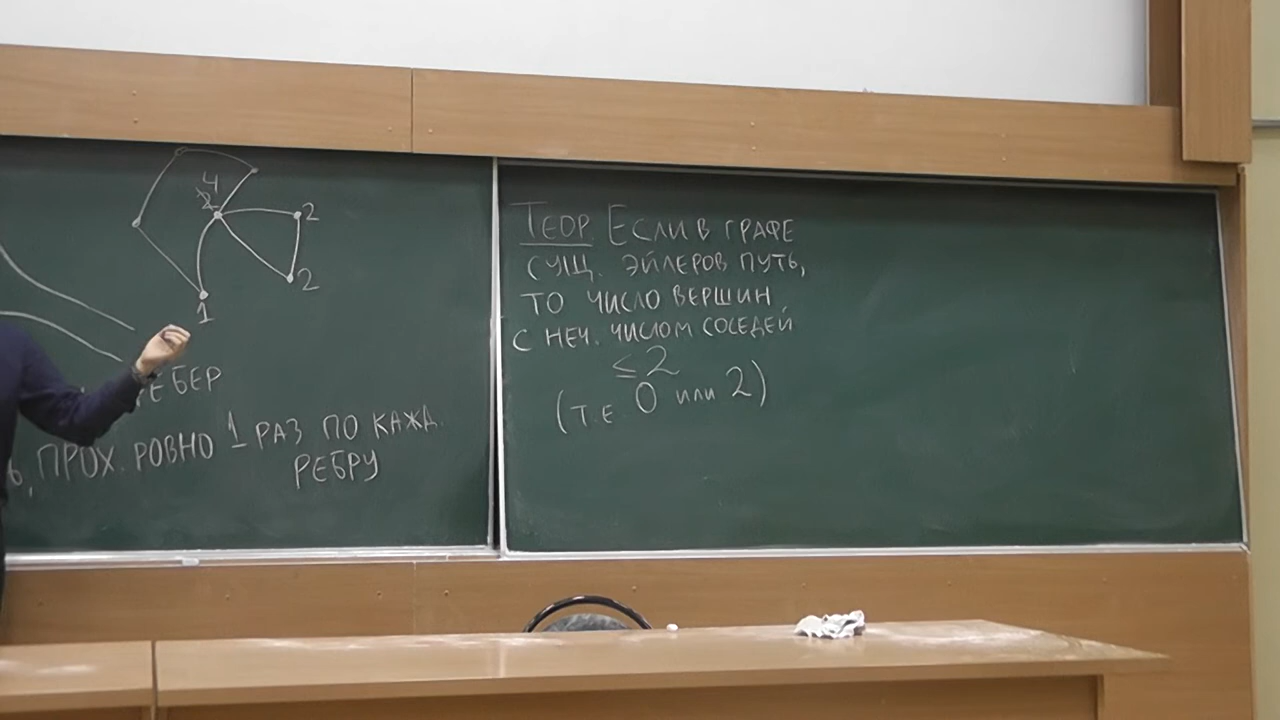 4
2
2
2
1
РЕБЕР
ПРОХ. РОВНО 1 РАЗ ПО КАЖД.
РЕБРУ
ТЕОР ЕСЛИ В ГРАФЕ
СУЩ. ЭЙЛЕРОВ ПУТЬ,
ТО ЧИСЛО ВЕРШИН
С НЕЧ. ЧИСЛОМ СОСЕДЕЙ
≤2
(Т.Е 0 ИЛИ 2)